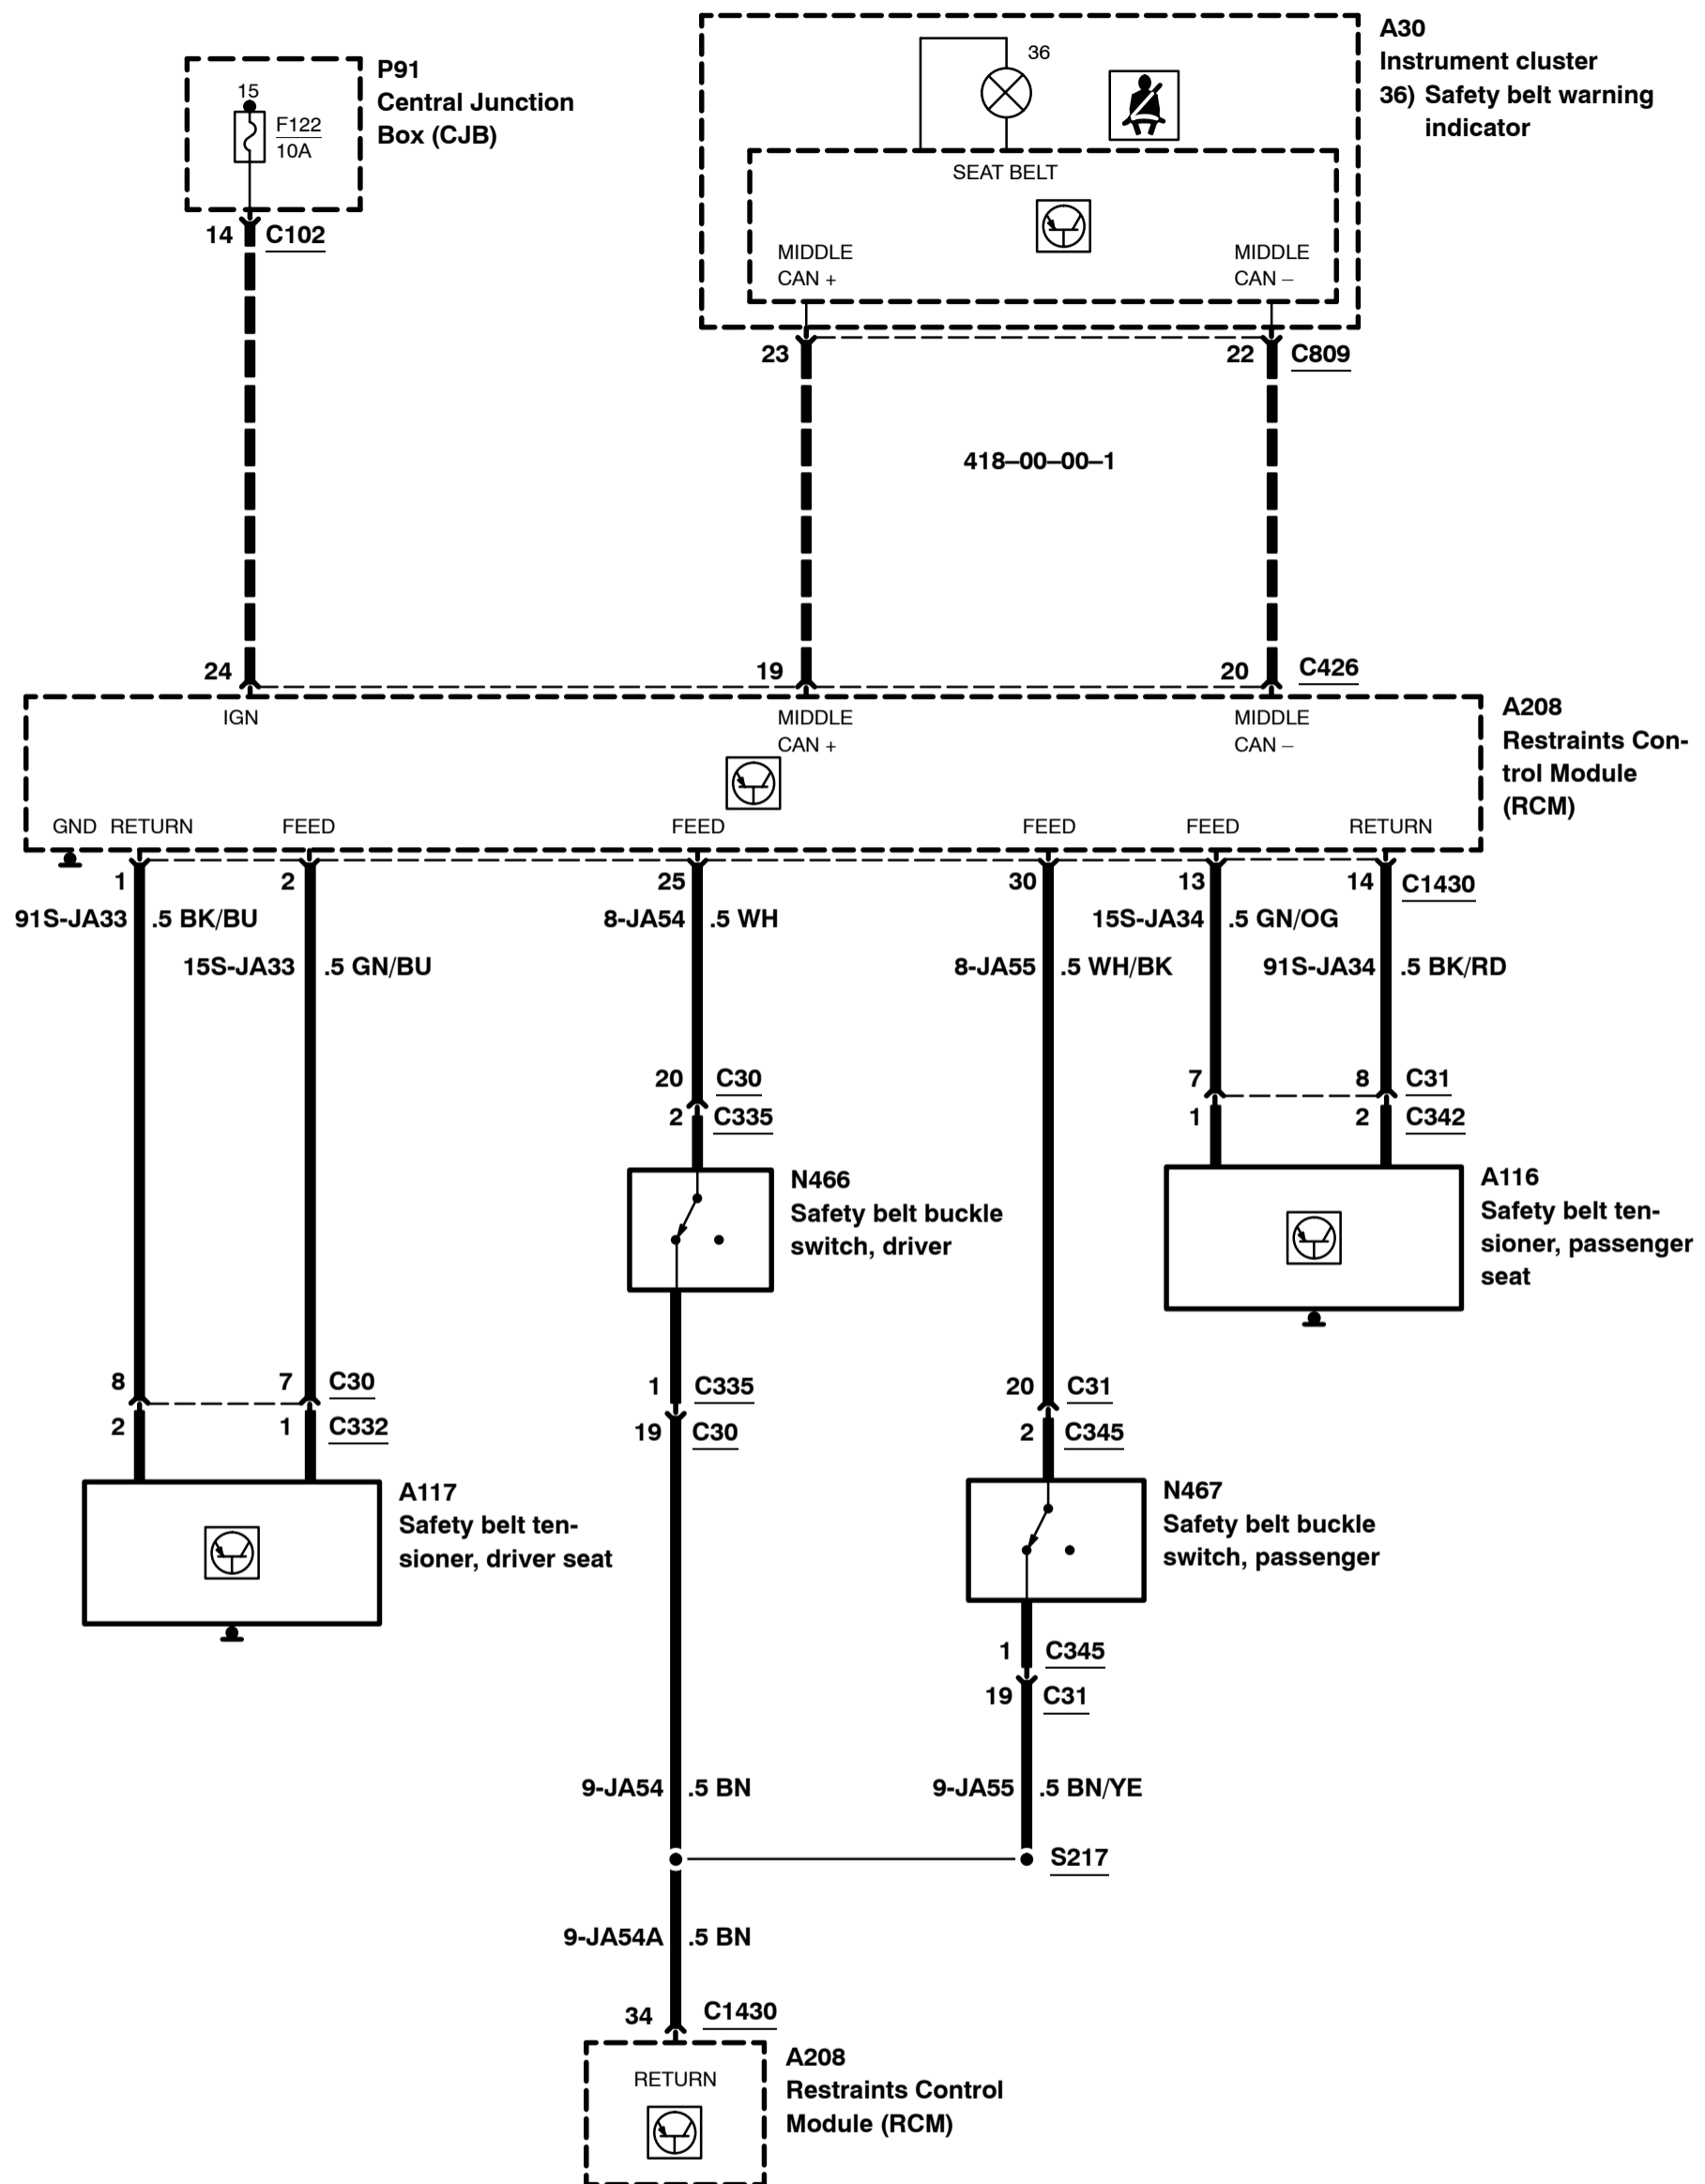 A30
Instrument cluster
36) Safety belt warning
indicator
36
P91
Central Junction
Box (CJB)
15
F122
10A
SEAT BELT
MIDDLE
CAN +
MIDDLE
CAN –
14 C102
23
22 C809
418–00–00–1
24
19
20 C426
IGN
MIDDLE
CAN +
MIDDLE
CAN –
A208
Restraints Con-
trol Module
(RCM)
GND RETURN FEED FEED FEED FEED RETURN
1 2 25 30 13 14 C1430
91S-JA33 .5 BK/BU
8-JA54 .5 WH
15S-JA34 .5 GN/OG
15S-JA33 .5 GN/BU
8-JA55 .5 WH/BK
91S-JA34 .5 BK/RD
20 C30
2 C335
7 8 C31
1 2 C342
N466
Safety belt buckle
switch, driver
A116
Safety belt ten-
sioner, passenger
seat
8 7 C30
2 1 C332
1 C335
19 C30
20 C31
2 C345
A117
Safety belt ten-
sioner, driver seat
N467
Safety belt buckle
switch, passenger
1 C345
19 C31
9-JA54 .5 BN
9-JA55 .5 BN/YE
S217
9-JA54A .5 BN
34 C1430
A208
Restraints Control
Module (RCM)
RETURN